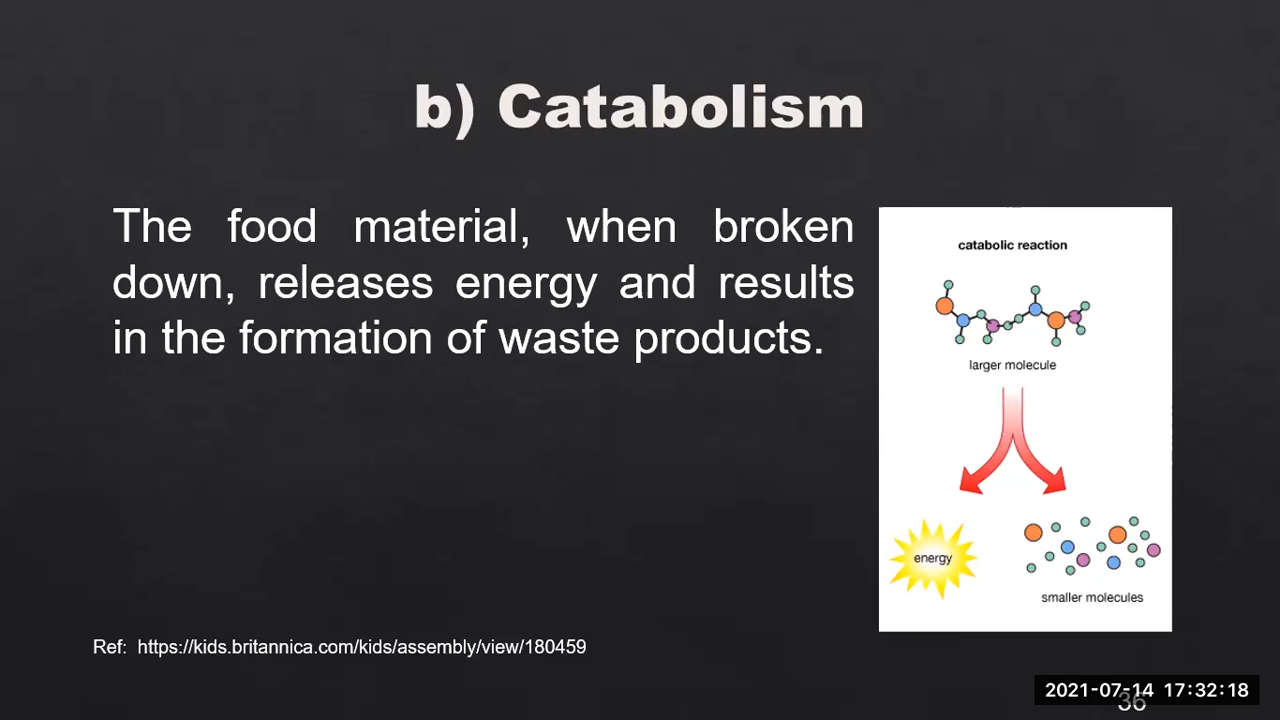 b) Catabolism
The food material, when broken
down, releases energy and results
in the formation of waste products.
catabolic reaction
larger molecule
energy
smaller molecules
Ref: https://kids.britannica.com/kids/assembly/view/180459
2021-07-14 17:32:18
36